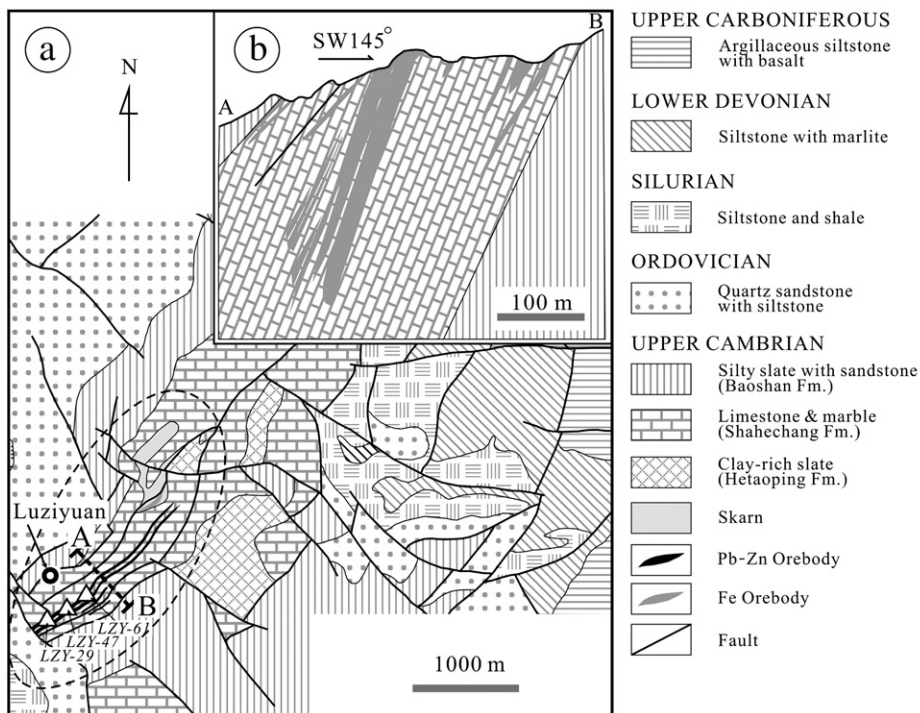 a
N
b
SW145°
A
B
100 m
Luziyuan
A
B
LZY-61
LZY-47
LZY-29
1000 m
UPPER CARBONIFEROUS
Argillaceous siltstone
with basalt
LOWER DEVONIAN
Siltstone with marlite
SILURIAN
Siltstone and shale
ORDOVICIAN
Quartz sandstone
with siltstone
UPPER CAMBRIAN
Silty slate with sandstone
(Baoshan Fm.)
Limestone & marble
(Shahechang Fm.)
Clay-rich slate
(Hetaoping Fm.)
Skarn
Pb-Zn Orebody
Fe Orebody
Fault